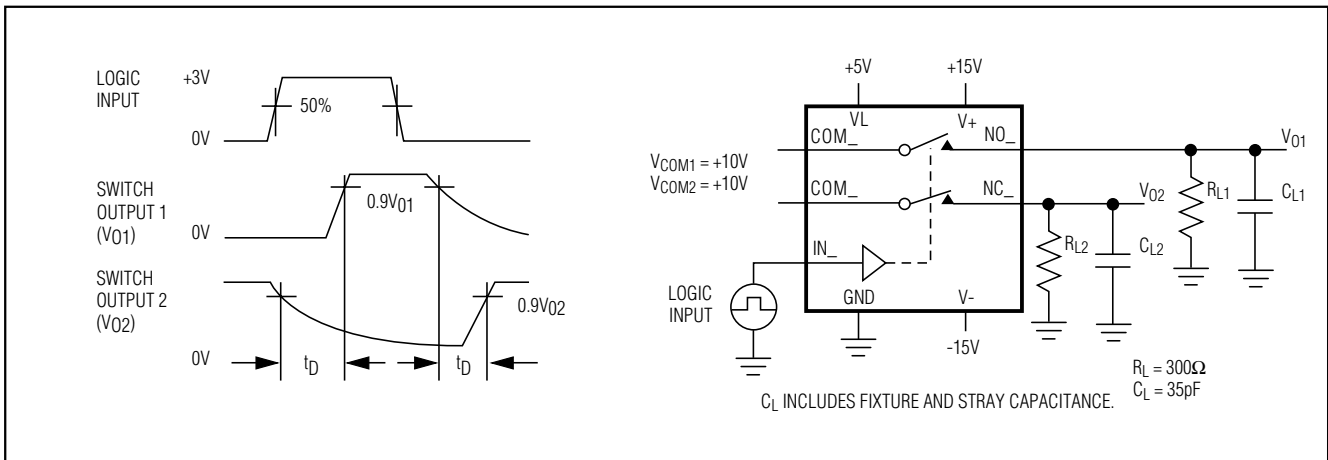 LOGIC
INPUT
+3V
0V
50%
SWITCH
OUTPUT 1
(VO1)
0V
0.9VO1
SWITCH
OUTPUT 2
(VO2)
0V
0.9VO2
tD
tD
+5V
+15V
VL
V+
COM_
NO_
VO1
VCOM1 = +10V
VCOM2 = +10V
COM_
NC_
VO2
RL1
CL1
RL2
CL2
IN_
LOGIC
INPUT
GND
V-
-15V
RL = 300Ω
CL = 35pF
CL INCLUDES FIXTURE AND STRAY CAPACITANCE.